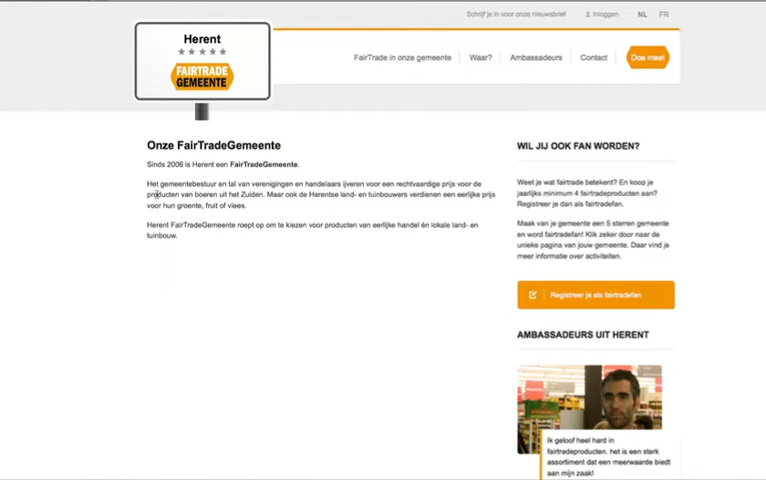 Schrijf je in voor onze nieuwsbrief
Inloggen
NL
FR
Herent
FAIRTRADE
GEMEENTE
FairTrade in onze gemeente
Waar?
Ambassadeurs
Contact
Doe mee!
Onze FairTradeGemeente
Sinds 2006 is Herent een FairTradeGemeente.
Het gemeentebestuur en tal van verenigingen en handelaars ijveren voor een rechtvaardige prijs voor de
producten van boeren uit het Zuiden. Maar ook de Herentse land- en tuinbouwers verdienen een eerlijke prijs
voor hun groente, fruit of vlees.
Herent FairTradeGemeente roept op om te kiezen voor producten van eerlijke handel én lokale land- en
tuinbouw.
WIL JIJ OOK FAN WORDEN?
Weet je wat fairtrade betekent? En koop je
jaarlijks minimum 4 fairtradeproducten aan?
Registreer je dan als fairtradefan.
Maak van je gemeente een 5 sterren gemeente
en word fairtradefan! Klik zeker door naar de
unieke pagina van jouw gemeente. Daar vind je
meer informatie over activiteiten.
Registreer je als fairtradefan
AMBASSADEURS UIT HERENT
Ik geloof heel hard in
fairtradeproducten. het is een sterk
assortiment dat een meerwaarde biedt
aan mijn zaak!